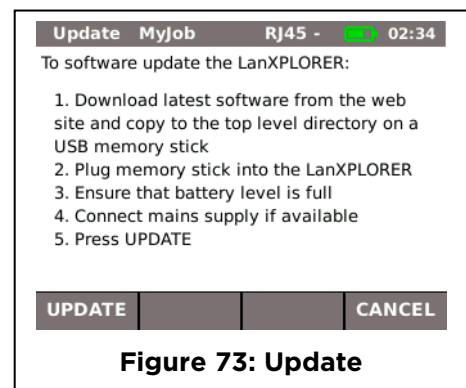 Update MyJob RJ45 - 02:34
To software update the LanXPLORER:
1. Download latest software from the web
site and copy to the top level directory on a
USB memory stick
2. Plug memory stick into the LanXPLORER
3. Ensure that battery level is full
4. Connect mains supply if available
5. Press UPDATE
UPDATE CANCEL
Figure 73: Update